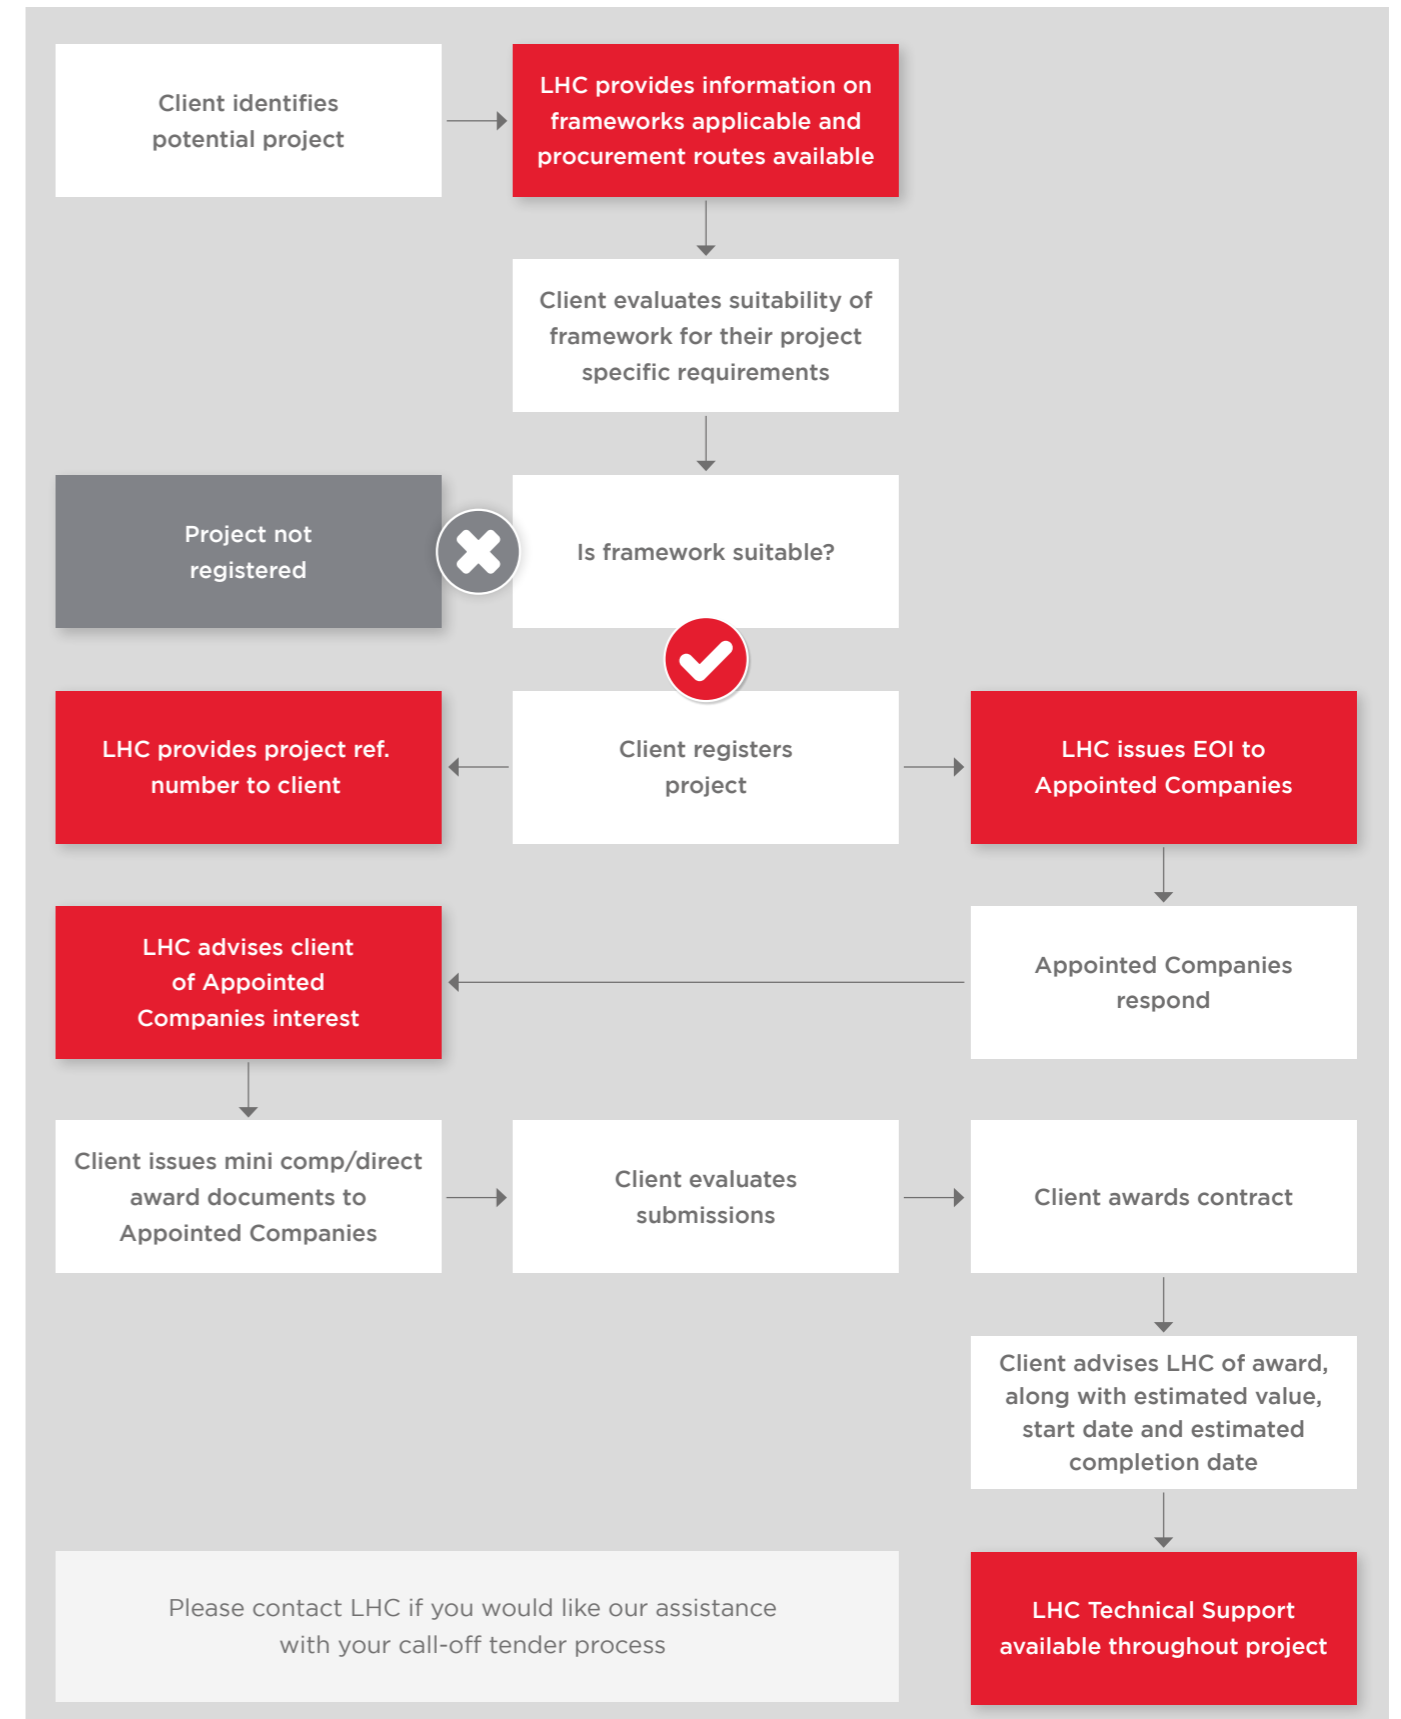 Client identifies
potential project
LHC provides information on
frameworks applicable and
procurement routes available
Client evaluates suitability of
framework for their project
specific requirements
Project not
registered
Is framework suitable?
LHC provides project ref.
number to client
Client registers
project
LHC issues EOI to
Appointed Companies
LHC advises client
of Appointed
Companies interest
Appointed Companies
respond
Client issues mini comp/direct
award documents to
Appointed Companies
Client evaluates
submissions
Client awards contract
Client advises LHC of award,
along with estimated value,
start date and estimated
completion date
Please contact LHC if you would like our assistance
with your call-off tender process
LHC Technical Support
available throughout project